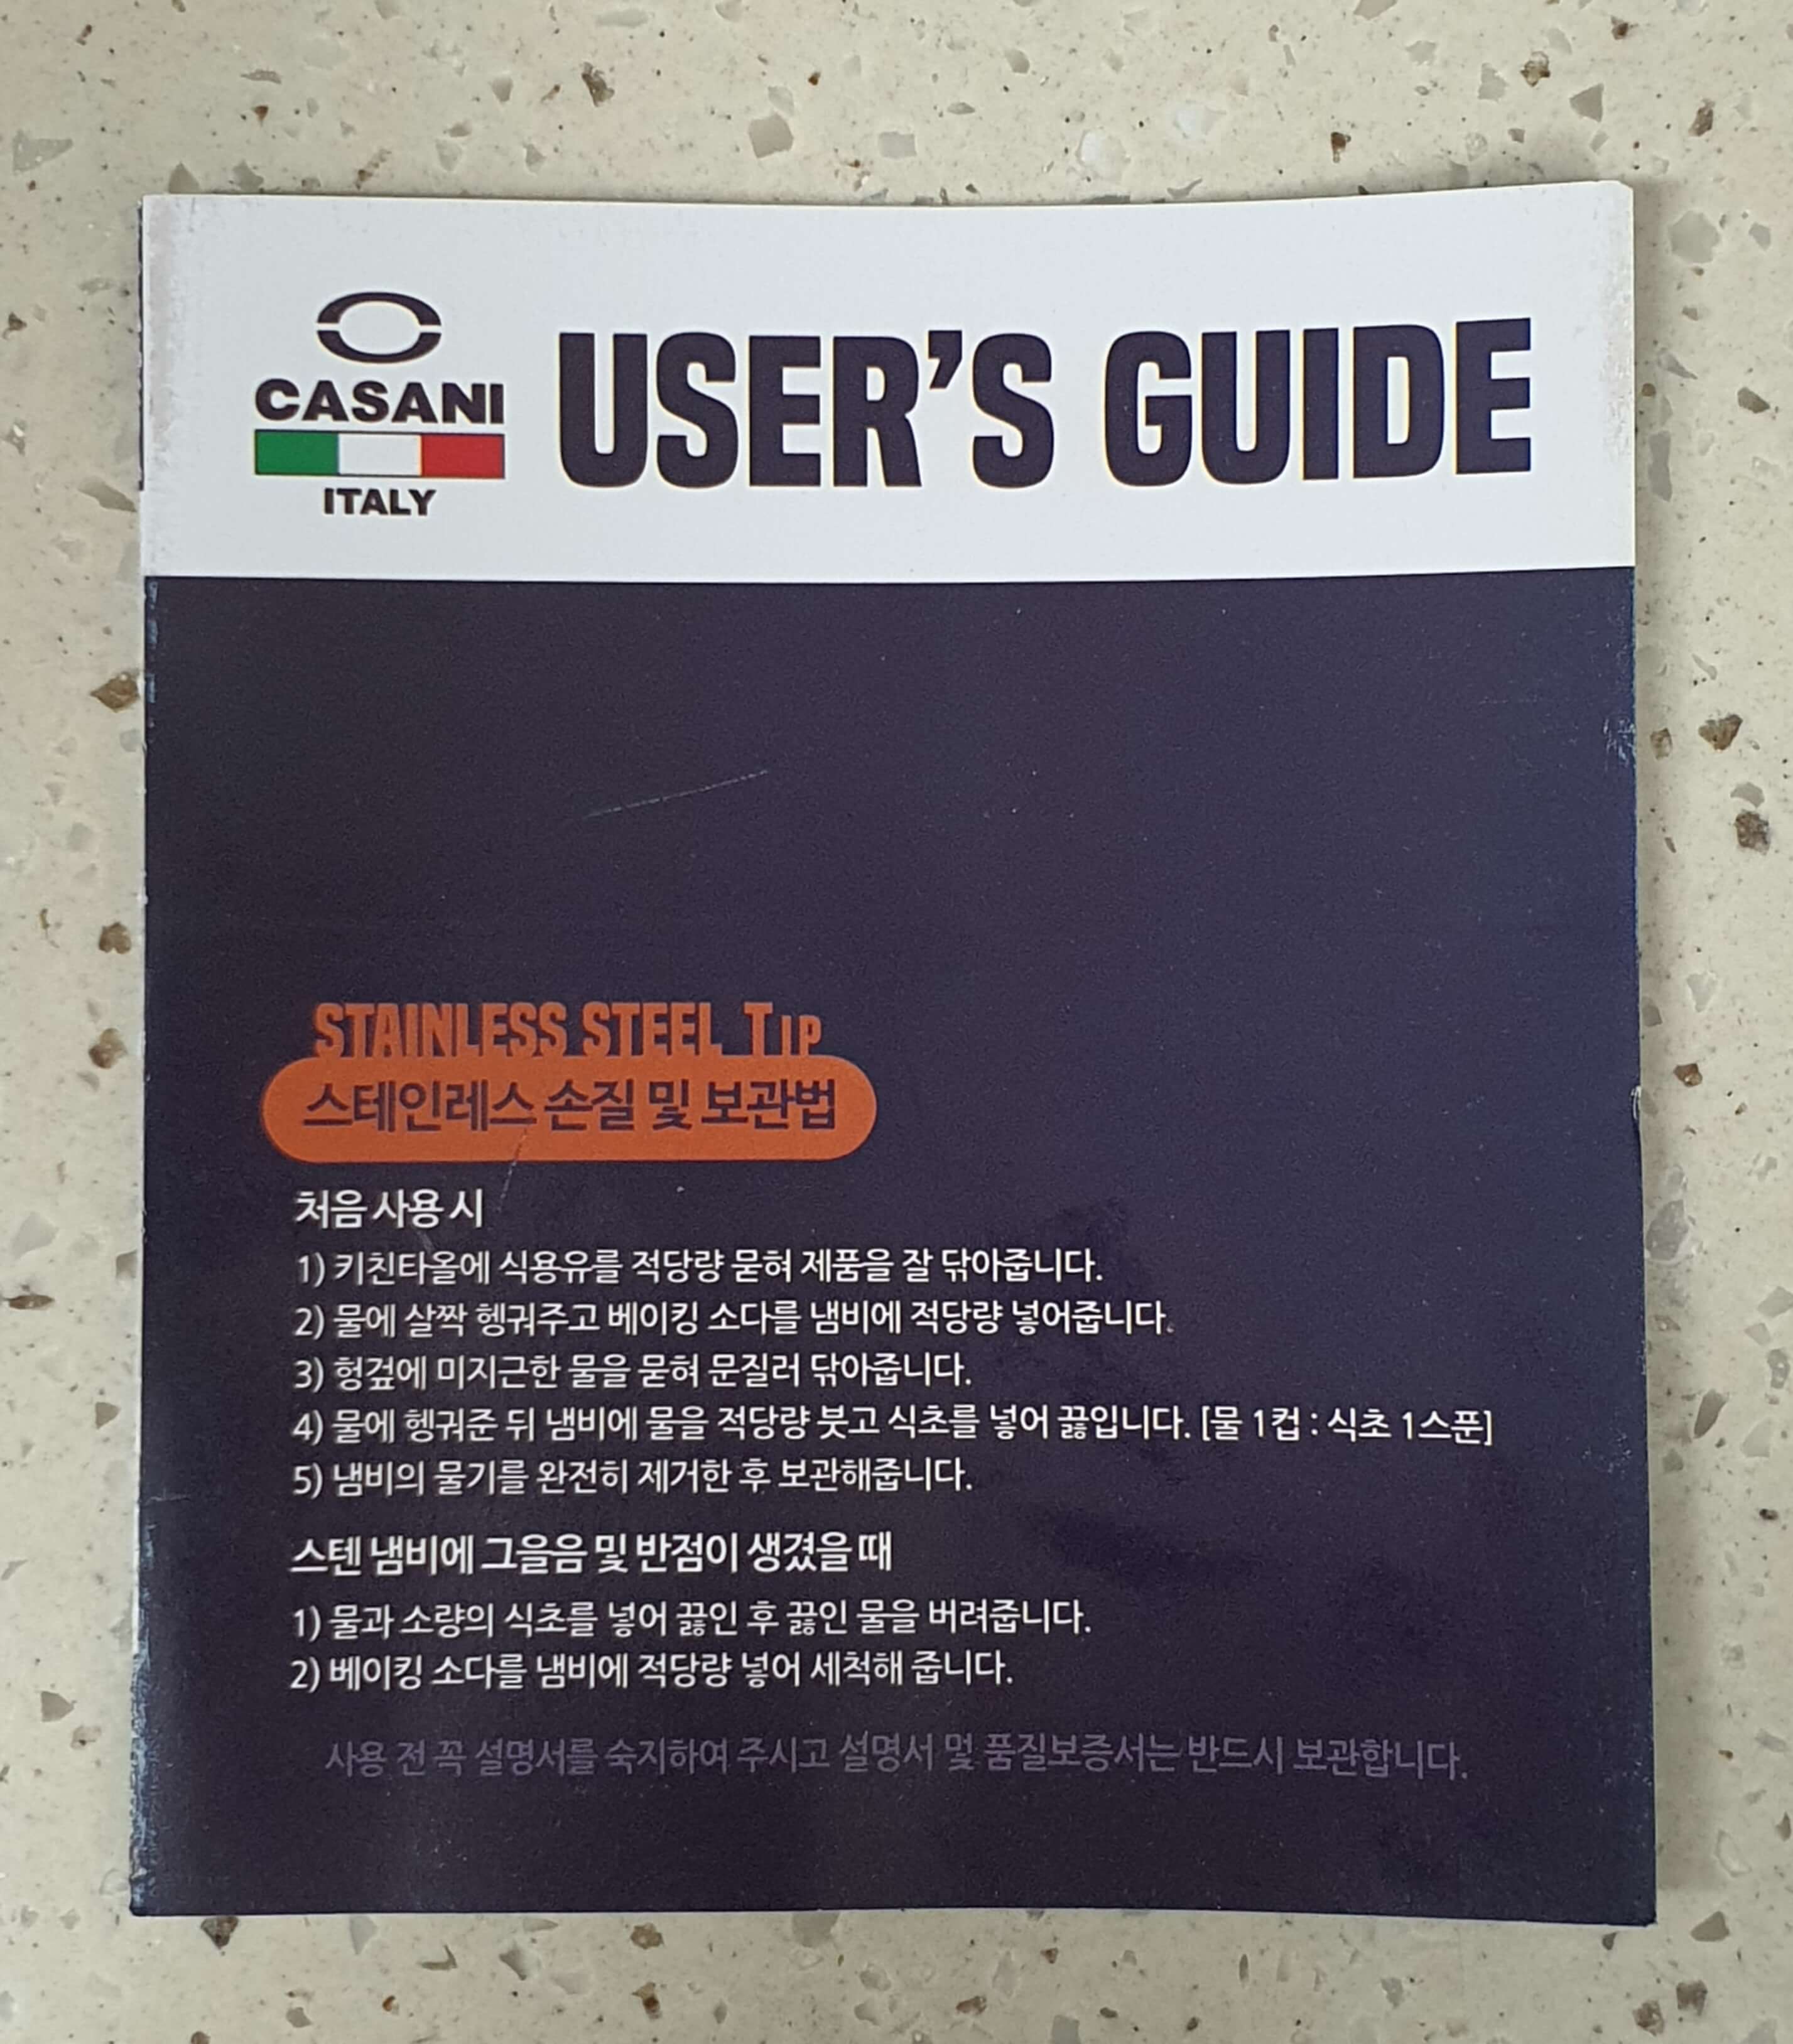 CASANI
ITALY
USER'S GUIDE
STAINLESS STEEL TIP
스테인레스 손질 및 보관법
처음 사용 시
1) 키친타올에 식용유를 적당량 묻혀 제품을 잘 닦아줍니다.
2) 물에 살짝 헹궈주고 베이킹 소다를 냄비에 적당량 넣어줍니다.
3) 헝겊에 미지근한 물을 묻혀 문질러 닦아줍니다.
4) 물에 헹궈준 뒤 냄비에 물을 적당량 붓고 식초를 넣어 끓입니다. [물 1컵 : 식초 1스푼]
5) 냄비의 물기를 완전히 제거한 후 보관해줍니다.
스텐 냄비에 그을음 및 반점이 생겼을 때
1) 물과 소량의 식초를 넣어 끓인 후 끓인 물을 버려줍니다.
2) 베이킹 소다를 냄비에 적당량 넣어 세척해 줍니다.
사용 전 꼭 설명서를 숙지하여 주시고 설명서 및 품질보증서는 반드시 보관합니다.